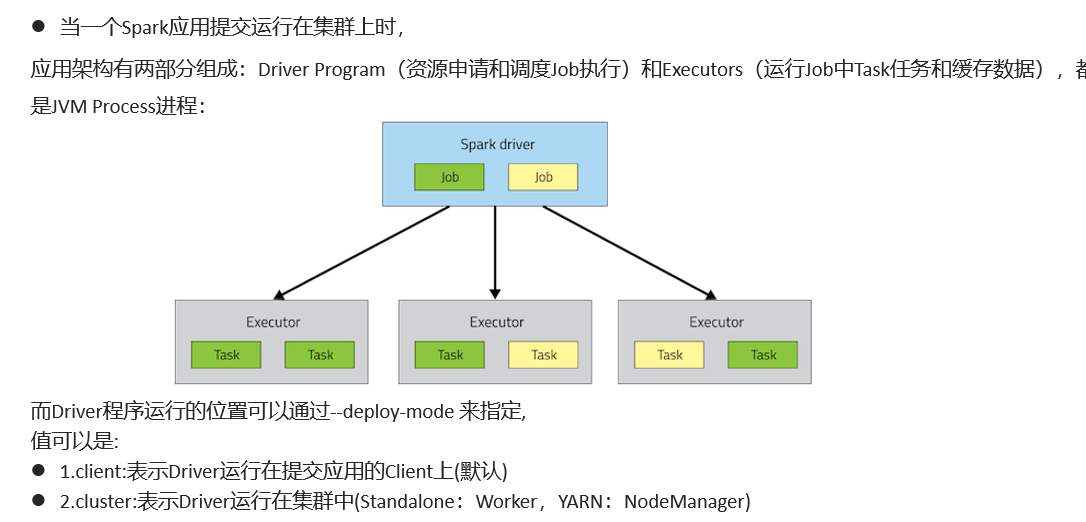 ● 当一个Spark应用提交运行在集群上时，
应用架构有两部分组成：Driver Program（资源申请和调度Job执行）和Executors（运行Job中Task任务和缓存数据），都
是JVM Process进程：
Spark driver
Job Job
Executor Executor Executor
Task Task Task Task Task Task
而Driver程序运行的位置可以通过--deploy-mode 来指定,
值可以是:
● 1.client:表示Driver运行在提交应用的Client上(默认)
● 2.cluster:表示Driver运行在集群中(Standalone：Worker，YARN：NodeManager)